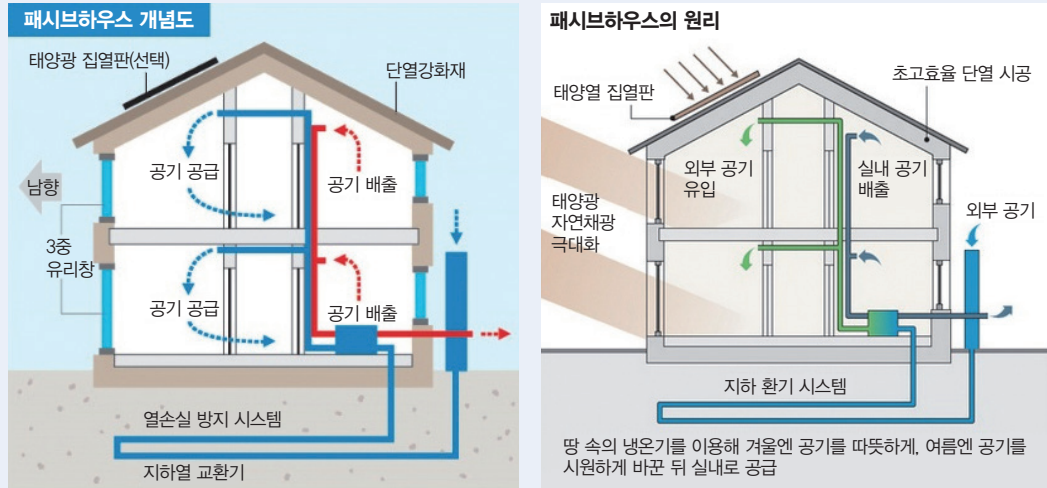 패시브하우스 개념도
태양광 집열판(선택)
단열강화재
공기 공급
공기 배출
남향
3중
유리창
공기 공급
공기 배출
열손실 방지 시스템
지하열 교환기
패시브하우스의 원리
초고효율 단열 시공
태양열 집열판
외부 공기
유입
실내 공기
배출
태양광
자연채광
극대화
외부 공기
지하 환기 시스템
땅 속의 냉온기를 이용해 겨울엔 공기를 따뜻하게, 여름엔 공기를
시원하게 바꾼 뒤 실내로 공급